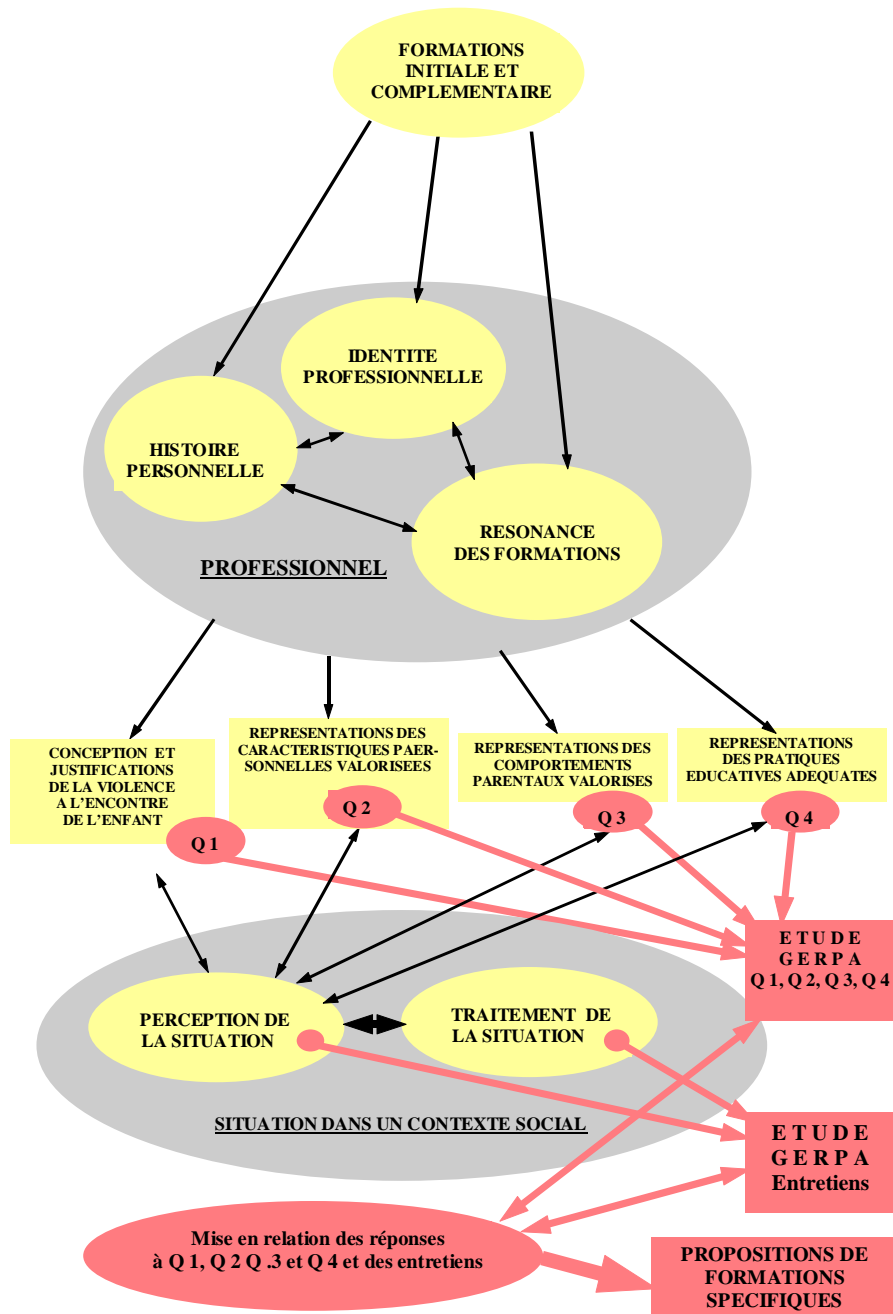 FORMATIONS
INITIALE ET
COMPLEMENTAIRE
IDENTITE
PROFESSIONNELLE
HISTOIRE
PERSONNELLE
RESONANCE
DES FORMATIONS
PROFESSIONNEL
CONCEPTION ET
JUSTIFICATIONS
DE LA VIOLENCE
A L'ENCONTRE
DE L'ENFANT
Q 1
REPRESENTATIONS DES
CARACTERISTIQUES PAER-
SONNELLES VALORISEES
Q 2
REPRESENTATIONS DES
COMPORTEMENTS
PARENTAUX VALORISES
Q 3
REPRESENTATIONS
DES PRATIQUES
EDUCATIVES ADEQUATES
Q 4
E T U D E
G E R P A
Q 1, Q 2, Q 3, Q 4
PERCEPTION DE
LA SITUATION
TRAITEMENT DE
LA SITUATION
SITUATION DANS UN CONTEXTE SOCIAL
E T U D E
G E R P A
Entretiens
Mise en relation des réponses
à Q 1, Q 2 Q .3 et Q 4 et des entretiens
PROPOSITIONS DE
FORMATIONS
SPECIFIQUES